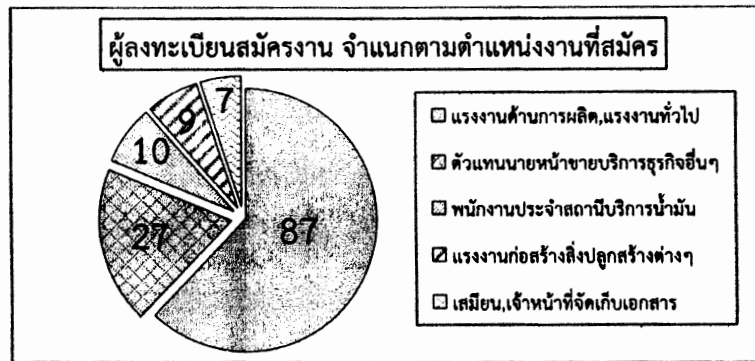 ผู้ลงทะเบียนสมัครงาน จำแนกตามตำแหน่งงานที่สมัคร
7
9
10
27
87
แรงงานด้านการผลิต,แรงงานทั่วไป
ตัวแทนนายหน้าขายบริการธุรกิจอื่นๆ
พนักงานประจำสถานีบริการน้ำมัน
แรงงานก่อสร้างสิ่งปลูกสร้างต่างๆ
เสมียน,เจ้าหน้าที่จัดเก็บเอกสาร